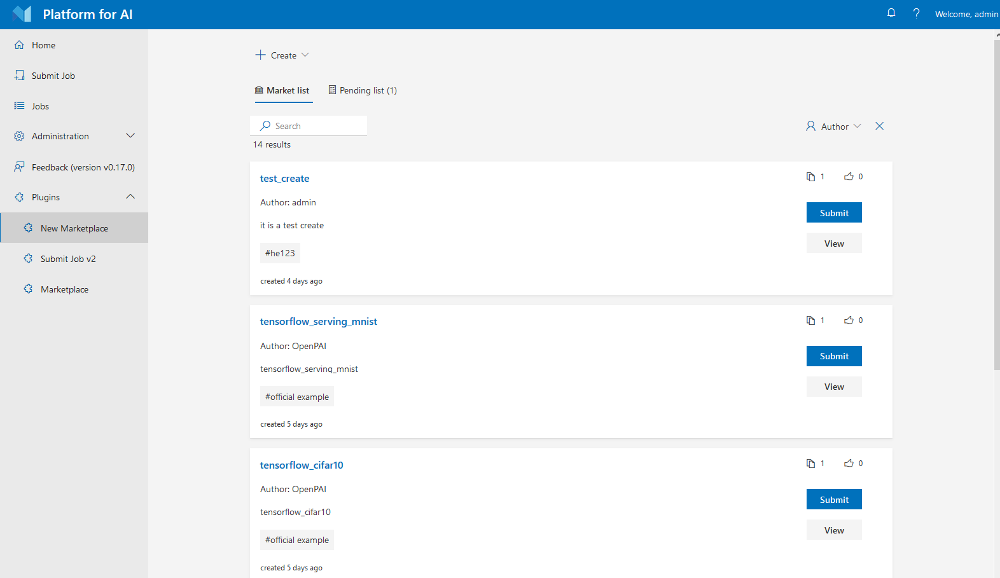 Platform for AI
Welcome, admin
Home
Submit Job
Jobs
Administration
Feedback (version v0.17.0)
Plugins
New Marketplace
Submit Job v2
Marketplace
Create
Market list
Pending list (1)
Search
Author
14 results
test_create
1
0
Author: admin
Submit
it is a test create
View
#he123
created 4 days ago
tensorflow_serving_mnist
1
0
Author: OpenPAI
Submit
tensorflow_serving_mnist
View
#official example
created 5 days ago
tensorflow_cifar10
1
0
Author: OpenPAI
Submit
tensorflow_cifar10
View
#official example
created 5 days ago